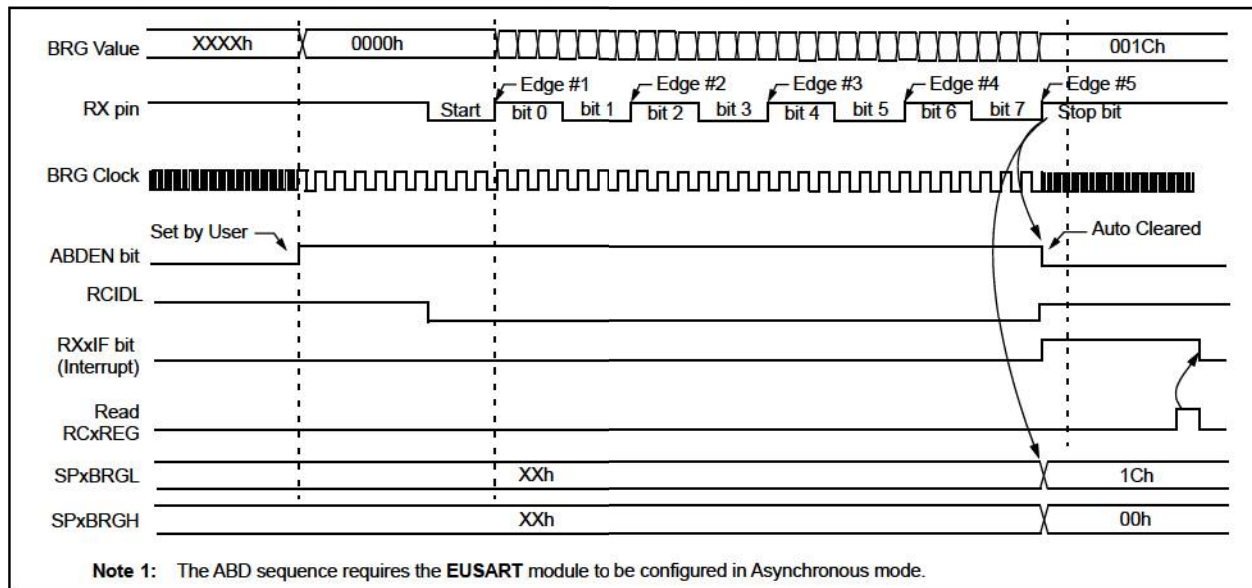 BRG Value XXXXh 0000h 001Ch
Edge #1 Edge #2 Edge #3 Edge #4 Edge #5
RX pin Start bit 0 bit 1 bit 2 bit 3 bit 4 bit 5 bit 6 bit 7 Stop bit
BRG Clock
Set by User Auto Cleared
ABDEN bit
RCIDL
RXxIF bit
(Interrupt)
Read
RCxREG
SPxBRGL XXh 1Ch
SPxBRGH XXh 00h
Note 1: The ABD sequence requires the EUSART module to be configured in Asynchronous mode.